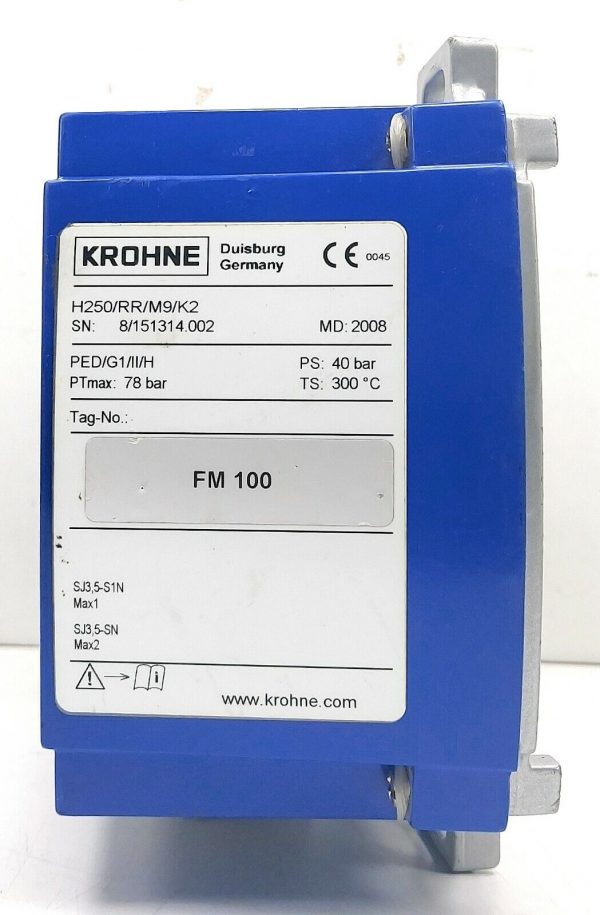 KROHNE Duisburg Germany CE 0045
H250/RR/M9/K2
SN: 8/151314.002 MD: 2008
PED/G1/II/H PS: 40 bar
PTmax: 78 bar TS: 300 °C
Tag-No.:
FM 100
SJ3,5-S1N
Max1
SJ3,5-SN
Max2
i
www.krohne.com